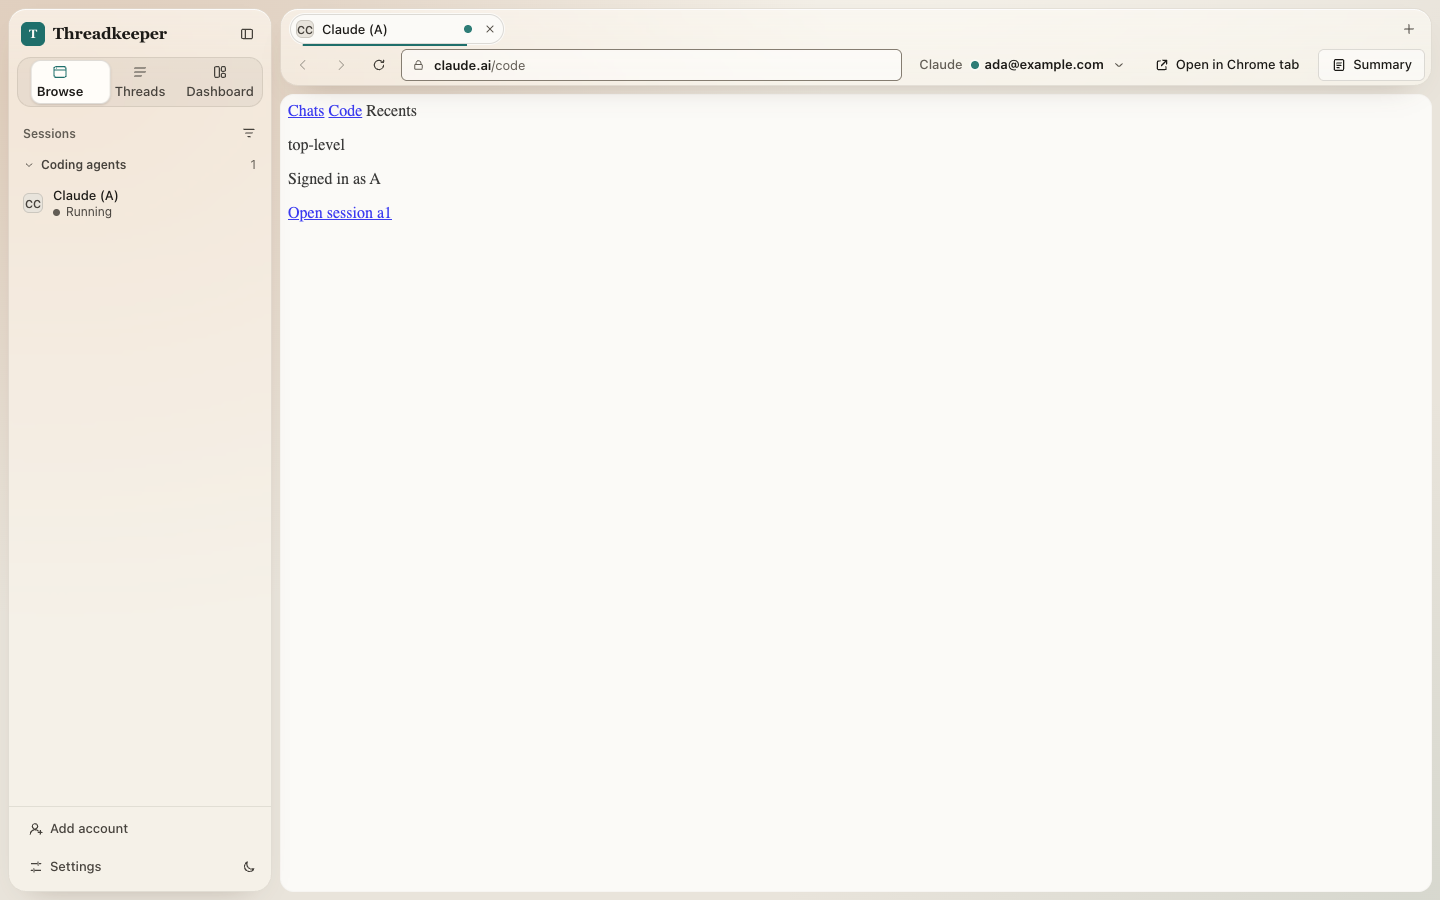 T Threadkeeper
Browse Threads Dashboard
Sessions
Coding agents 1
CC Claude (A)
Running
Add account
Settings
CC Claude (A)
claude.ai/code
Claude ada@example.com
Open in Chrome tab
Summary
Chats Code Recents
top-level
Signed in as A
Open session a1